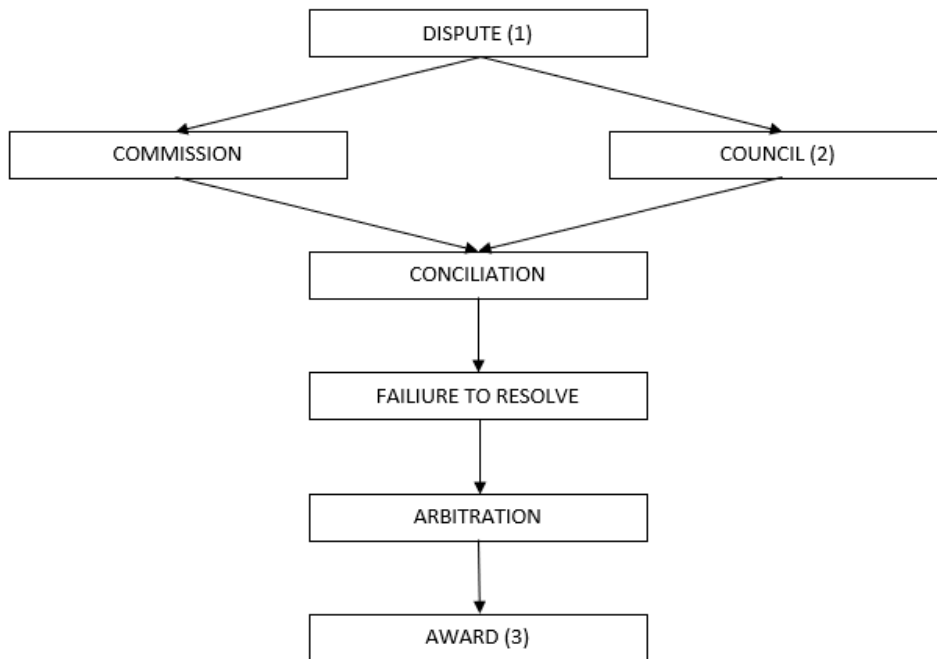 DISPUTE (1)
COMMISSION
COUNCIL (2)
CONCILIATION
FAILIURE TO RESOLVE
ARBITRATION
AWARD (3)